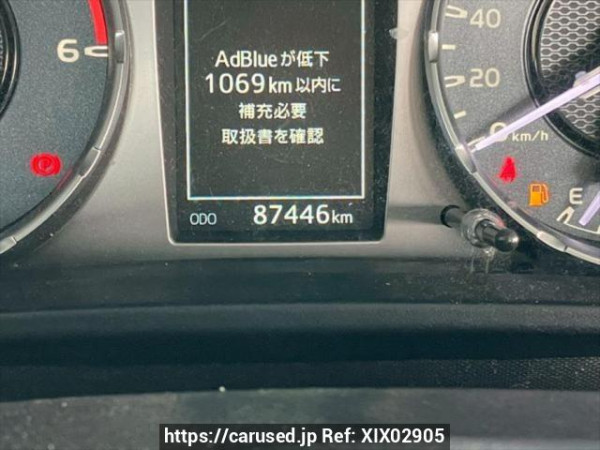 AdBlueが低下
1069km以内に
補充必要
取扱書を確認
ODO 87446km
6
40
20
0 km/h
E
https://carused.jp Ref: XIX02905